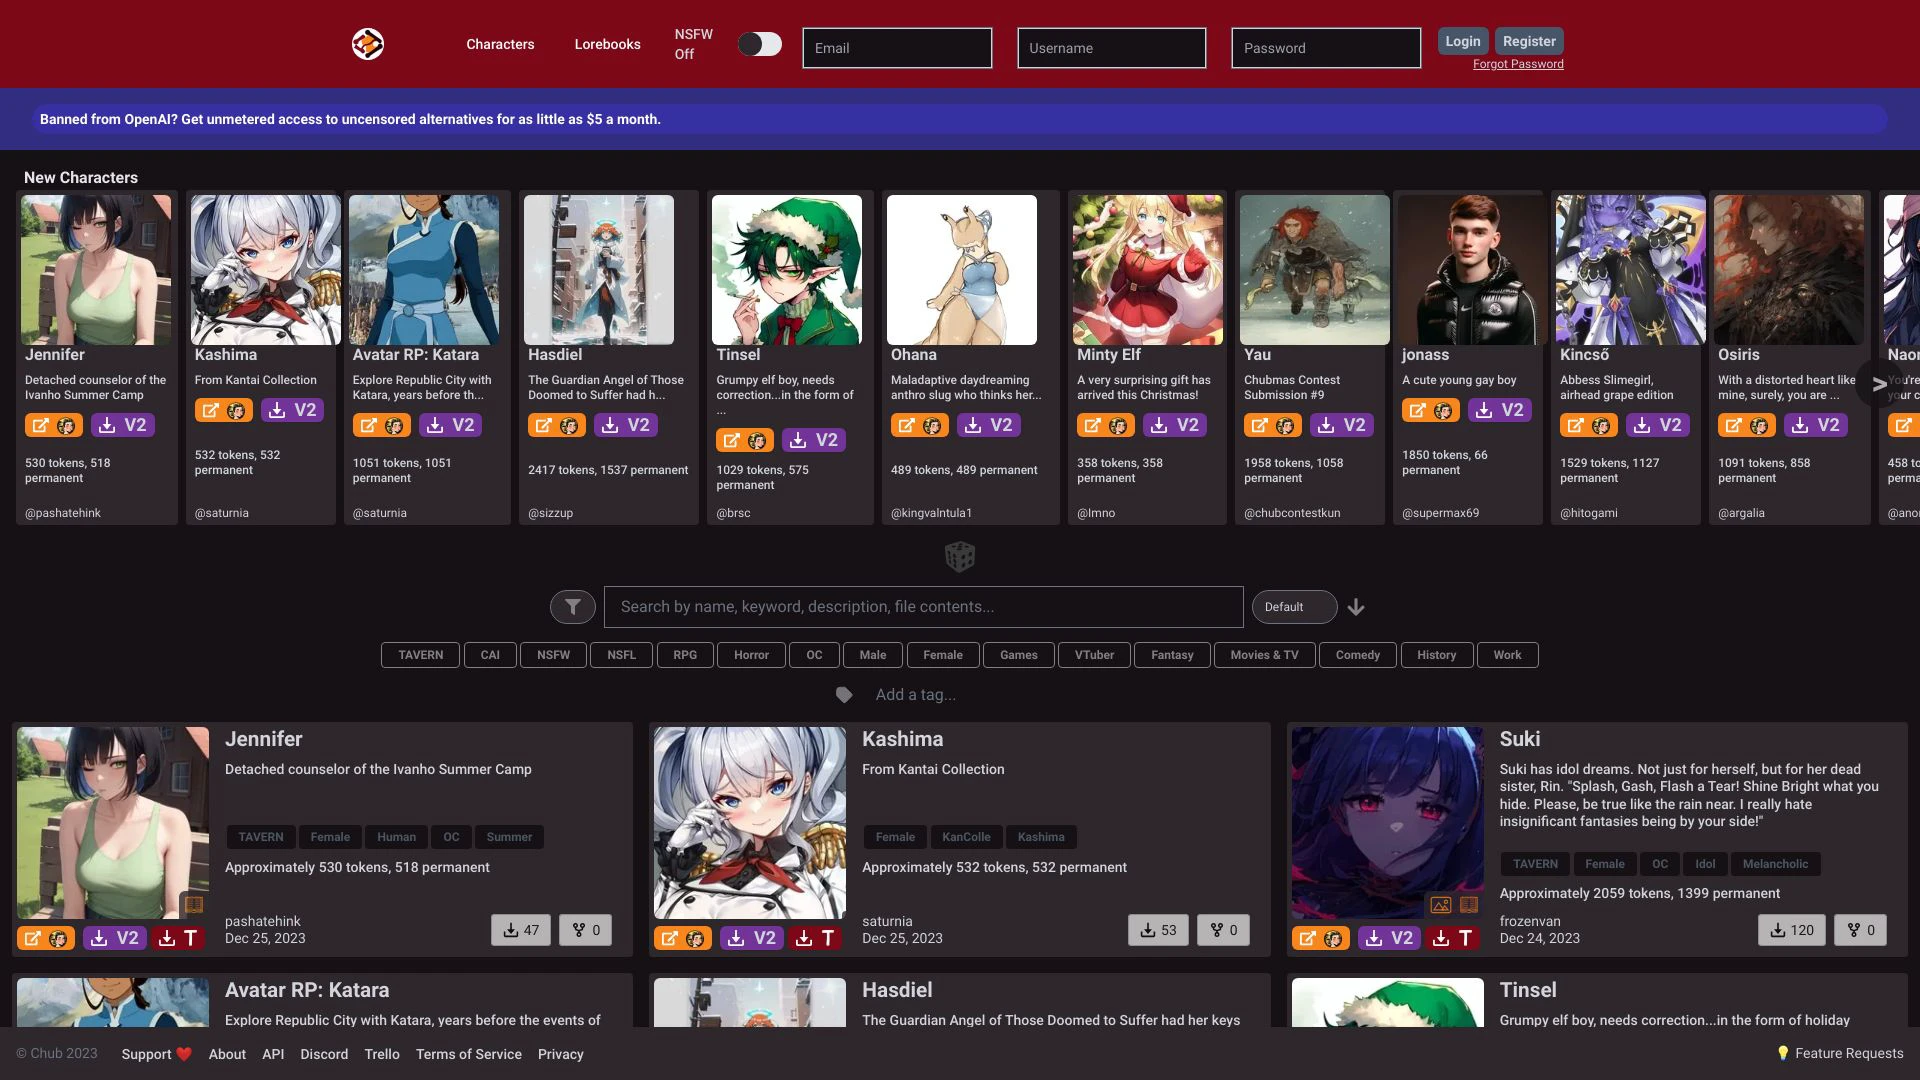 Characters
Lorebooks
NSFW
Off
Email
Username
Password
Login
Register
Forgot Password
Banned from OpenAI? Get unmetered access to uncensored alternatives for as little as $5 a month.
New Characters
Jennifer
Detached counselor of the
Ivanho Summer Camp
V2
530 tokens, 518
permanent
@pashatehink
Kashima
From Kantai Collection
V2
532 tokens, 532
permanent
@saturnia
Avatar RP: Katara
Explore Republic City with
Katara, years before th...
V2
1051 tokens, 1051
permanent
@saturnia
Hasdiel
The Guardian Angel of Those
Doomed to Suffer had h...
V2
2417 tokens, 1537 permanent
@sizzup
Tinsel
Grumpy elf boy, needs
correction...in the form of
...
V2
1029 tokens, 575
permanent
@brsc
Ohana
Maladaptive daydreaming
anthro slug who thinks her...
V2
489 tokens, 489 permanent
@kingvalntula1
Minty Elf
A very surprising gift has
arrived this Christmas!
V2
358 tokens, 358
permanent
@lmno
Yau
Chubmas Contest
Submission #9
V2
1958 tokens, 1058
permanent
@chubcontestkun
jonass
A cute young gay boy
V2
1850 tokens, 66
permanent
@supermax69
Kincső
Abbess Slimegirl,
airhead grape edition
V2
1529 tokens, 1127
permanent
@hitogami
Osiris
With a distorted heart like
mine, surely, you are ...
V2
1091 tokens, 858
permanent
@argalia
>
Search by name, keyword, description, file contents...
Default
TAVERN CAI NSFW NSFL RPG Horror OC Male Female Games VTuber Fantasy Movies & TV Comedy History Work
Add a tag...
Jennifer
Detached counselor of the Ivanho Summer Camp
TAVERN Female Human OC Summer
Approximately 530 tokens, 518 permanent
pashatehink
Dec 25, 2023
47
0
V2
T
Kashima
From Kantai Collection
Female KanColle Kashima
Approximately 532 tokens, 532 permanent
saturnia
Dec 25, 2023
53
0
V2
T
Suki
Suki has idol dreams. Not just for herself, but for her dead
sister, Rin. "Splash, Gash, Flash a Tear! Shine Bright what you
hide. Please, be true like the rain near. I really hate
insignificant fantasies being by your side!"
TAVERN Female OC Idol Melancholic
Approximately 2059 tokens, 1399 permanent
frozenvan
Dec 24, 2023
120
0
V2
T
Avatar RP: Katara
Explore Republic City with Katara, years before the events of
Hasdiel
The Guardian Angel of Those Doomed to Suffer had her keys
Tinsel
Grumpy elf boy, needs correction...in the form of holiday
© Chub 2023
Support
About
API
Discord
Trello
Terms of Service
Privacy
Feature Requests